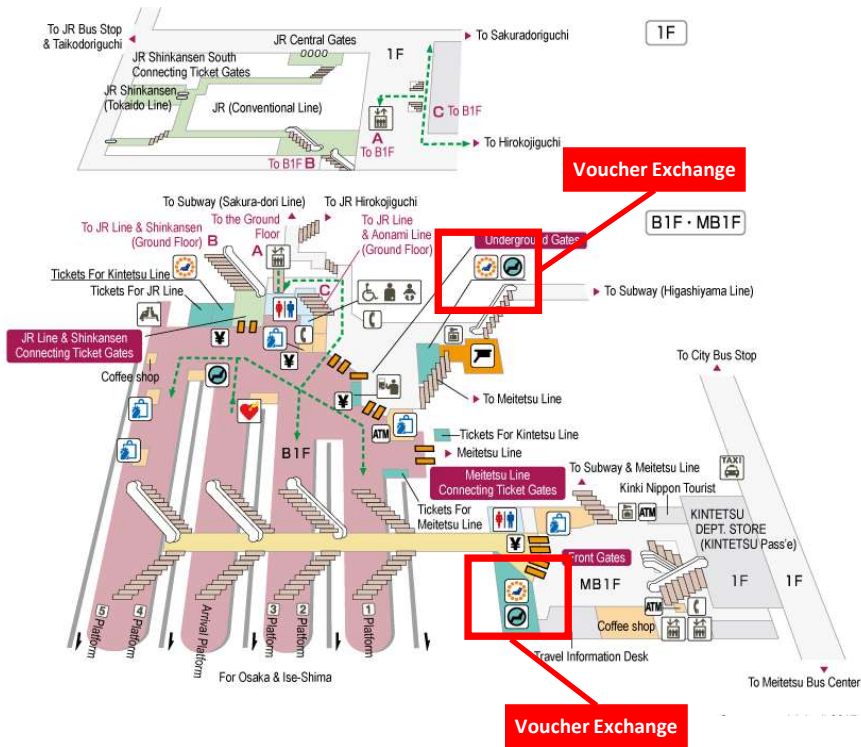 To JR Bus Stop
& Taikodoriguchi
JR Central Gates
1F
To Sakuradoriguchi
1F
JR Shinkansen South
Connecting Ticket Gates
JR Shinkansen
(Tokaido Line)
JR (Conventional Line)
C To B1F
A
To B1F
To B1F B
To Hirokojiguchi
Voucher Exchange
To Subway (Sakura-dori Line)
To JR Hirokojiguchi
To JR Line & Shinkansen
(Ground Floor)
B
To the Ground
Floor
A
To JR Line
& Aonami Line
(Ground Floor)
C
Underground Gates
B1F・MB1F
Tickets For Kintetsu Line
Tickets For JR Line
To Subway (Higashiyama Line)
JR Line & Shinkansen
Connecting Ticket Gates
¥
¥
Coffee shop
To City Bus Stop
To Meitetsu Line
¥
ATM
Tickets For Kintetsu Line
B1F
Meitetsu Line
Meitetsu Line
Connecting Ticket Gates
To Subway & Meitetsu Line
TAXI
Kinki Nippon Tourist
Tickets For
Meitetsu Line
ATM
KINTETSU
DEPT. STORE
(KINTETSU Pass'e)
¥
Front Gates
MB1F
1F
1F
ATM
Coffee shop
5 Platform
4 Platform
Arrival Platform
3 Platform
2 Platform
1 Platform
Travel Information Desk
For Osaka & Ise-Shima
To Meitetsu Bus Center
Voucher Exchange